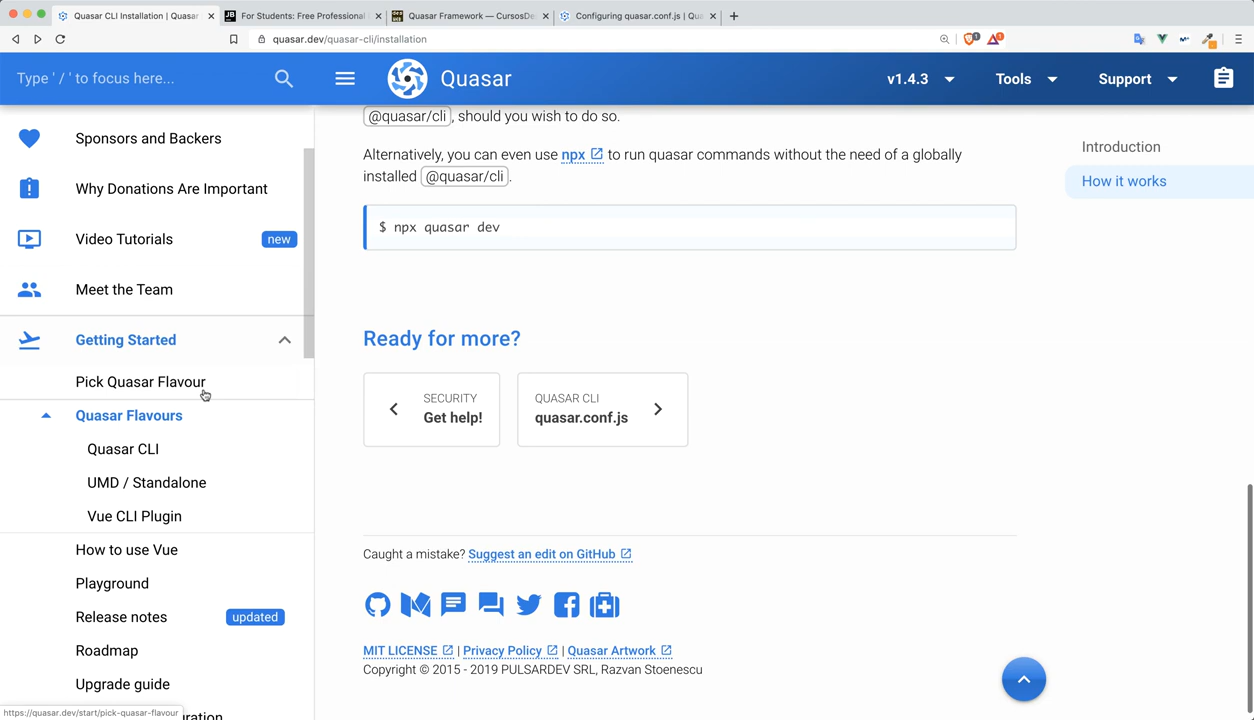 Quasar CLI Installation | Quasar
For Students: Free Professional
Quasar Framework — CursosDe
Configuring quasar.conf.js | Qua
quasar.dev/quasar-cli/installation
Type ' / ' to focus here...
Quasar
v1.4.3
Tools
Support
Sponsors and Backers
Why Donations Are Important
Video Tutorials
new
Meet the Team
Getting Started
Pick Quasar Flavour
Quasar Flavours
Quasar CLI
UMD / Standalone
Vue CLI Plugin
How to use Vue
Playground
Release notes
updated
Roadmap
Upgrade guide
https://quasar.dev/start/pick-quasar-flavour
@quasar/cli , should you wish to do so.
Alternatively, you can even use npx to run quasar commands without the need of a globally
installed @quasar/cli .
$ npx quasar dev
Ready for more?
SECURITY
Get help!
QUASAR CLI
quasar.conf.js
Caught a mistake? Suggest an edit on GitHub
MIT LICENSE | Privacy Policy | Quasar Artwork
Copyright © 2015 - 2019 PULSARDEV SRL, Razvan Stoenescu
Introduction
How it works